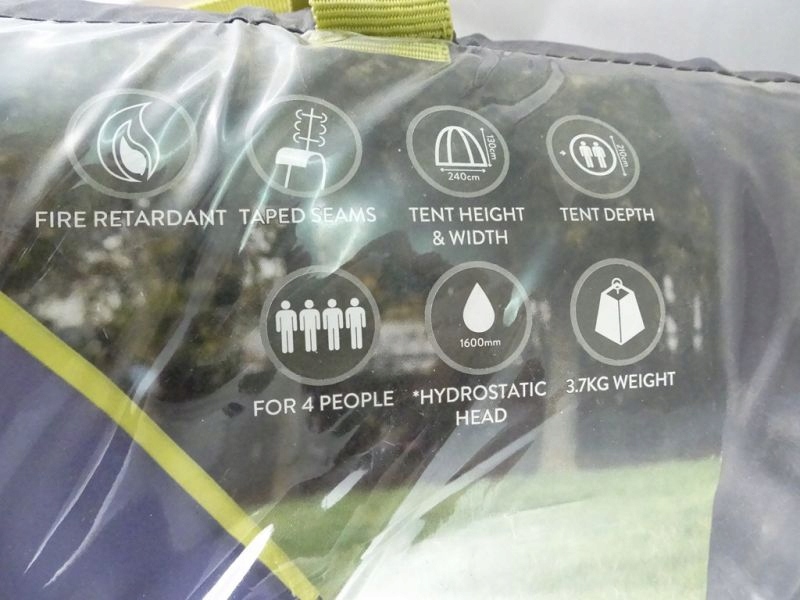 130cm
240cm
210cm
FIRE RETARDANT
TAPED SEAMS
TENT HEIGHT
& WIDTH
TENT DEPTH
1600mm
FOR 4 PEOPLE
*HYDROSTATIC
HEAD
3.7KG WEIGHT